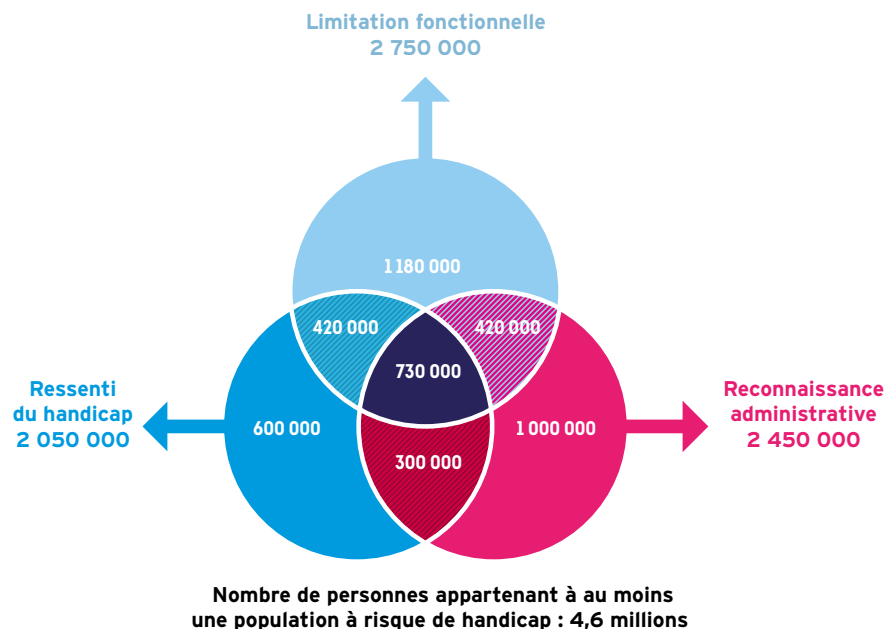 Limitation fonctionnelle
2 750 000
1 180 000
420 000
420 000
730 000
Ressenti
du handicap
2 050 000
600 000
1 000 000
Reconnaissance
administrative
2 450 000
300 000
Nombre de personnes appartenant à au moins
une population à risque de handicap : 4,6 millions